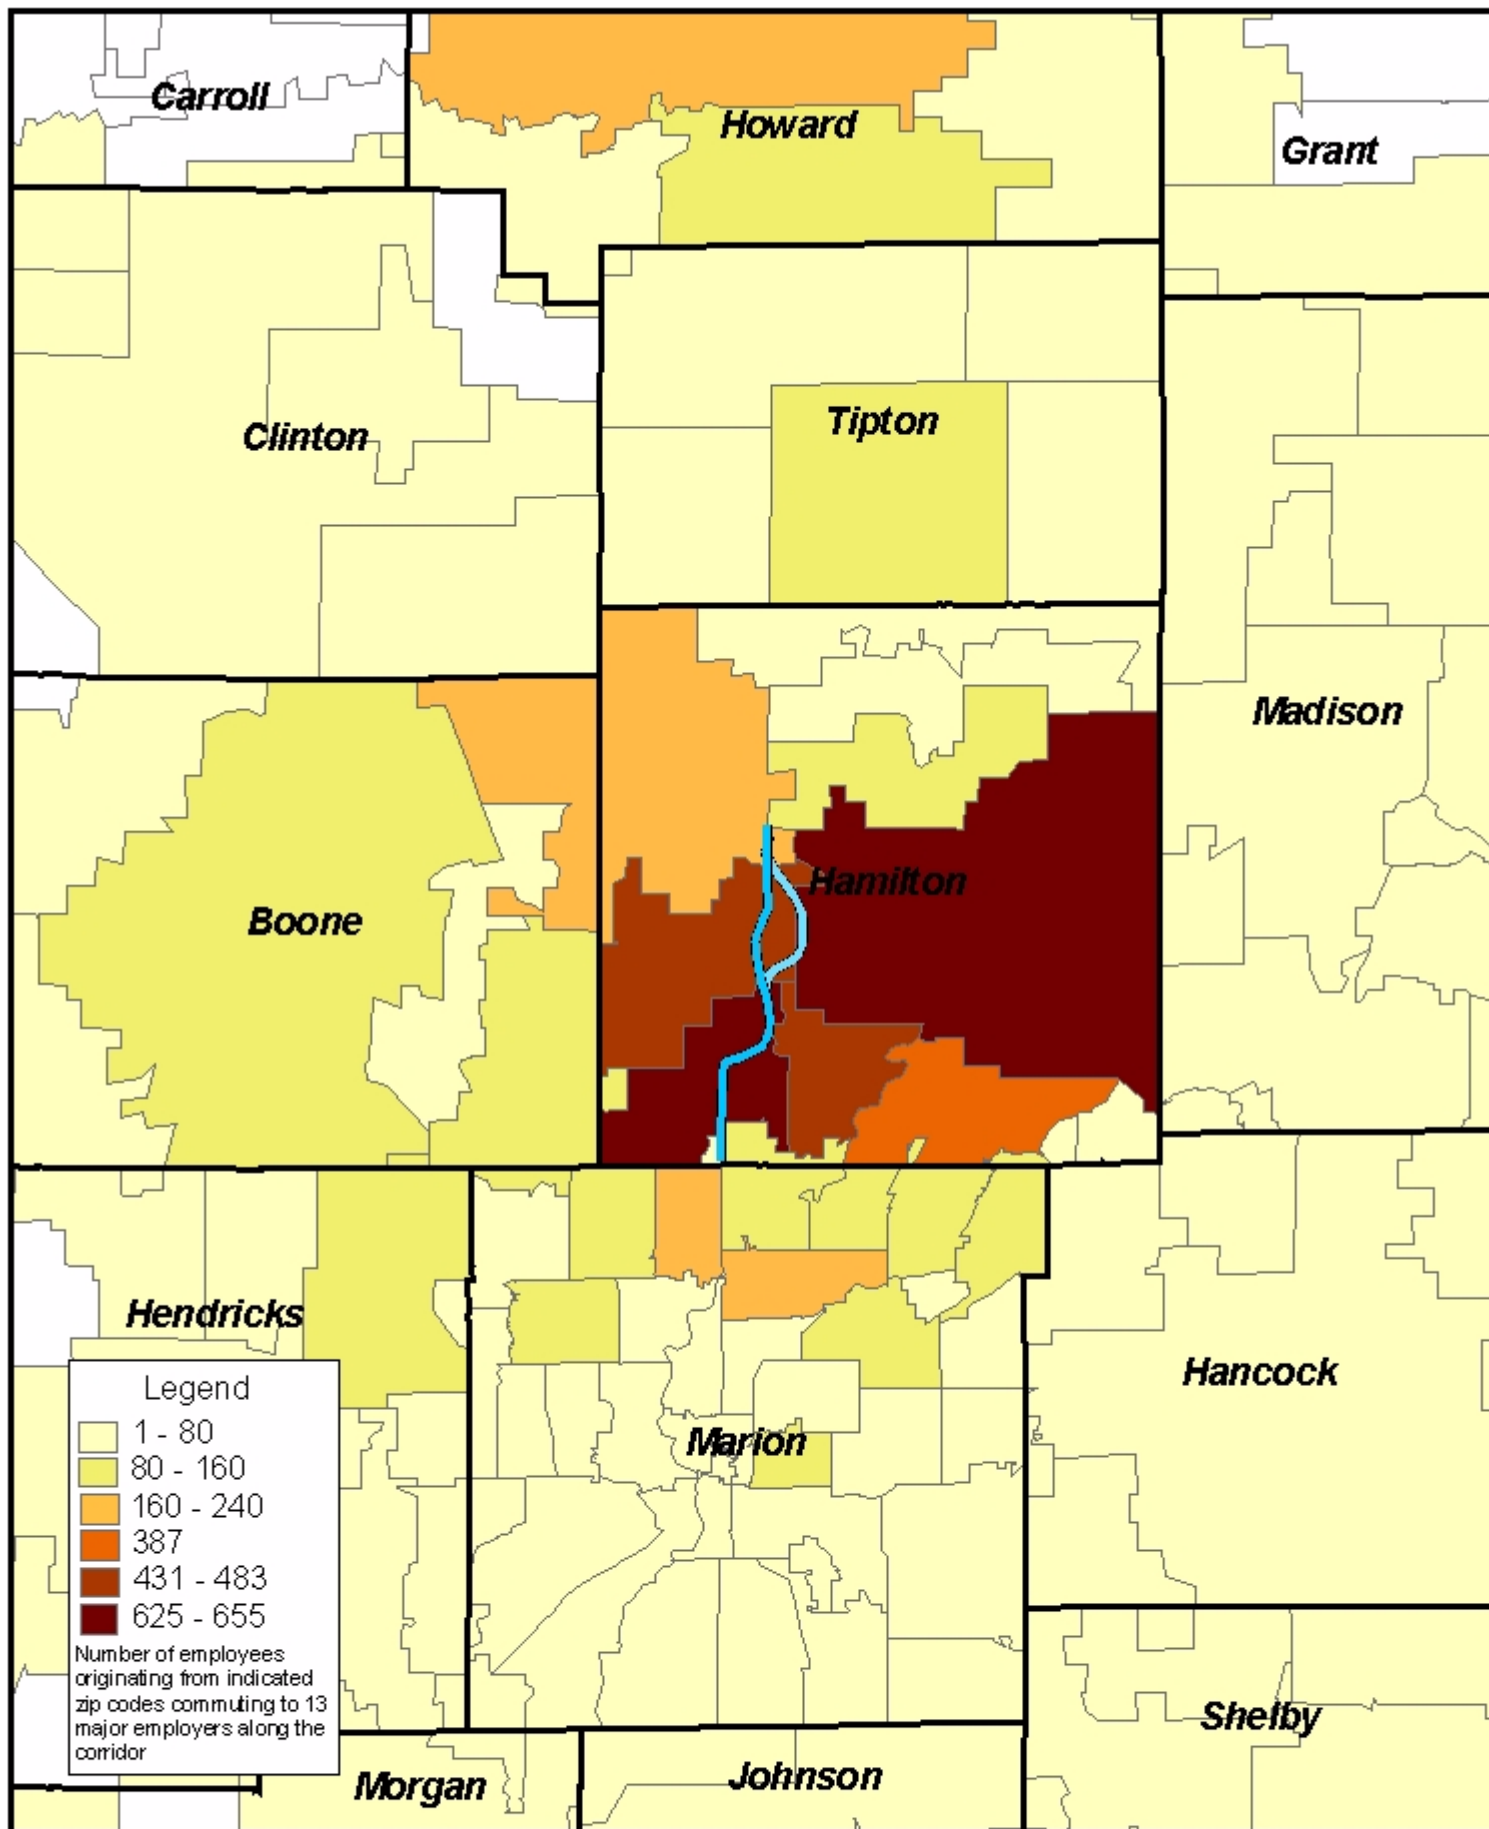 Carroll
Howard
Grant
Clinton
Tipton
Madison
Hamilton
Boone
Hendricks
Hancock
Marion
Legend
1 - 80
80 - 160
160 - 240
387
431 - 483
625 - 655
Number of employees
originating from indicated
zip codes commuting to 13
major employers along the
corridor
Shelby
Morgan
Johnson